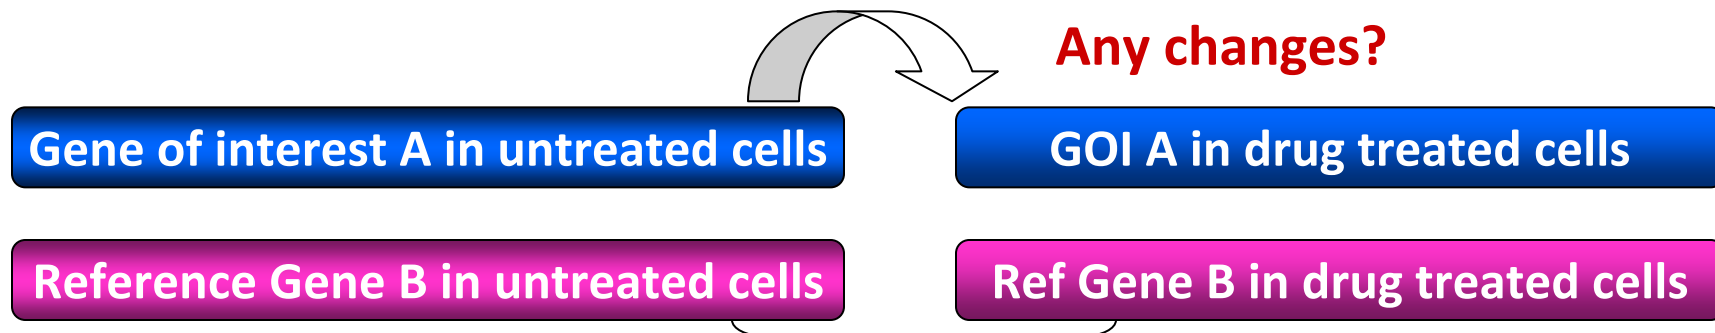 Any changes?
Gene of interest A in untreated cells
GOI A in drug treated cells
Reference Gene B in untreated cells
Ref Gene B in drug treated cells